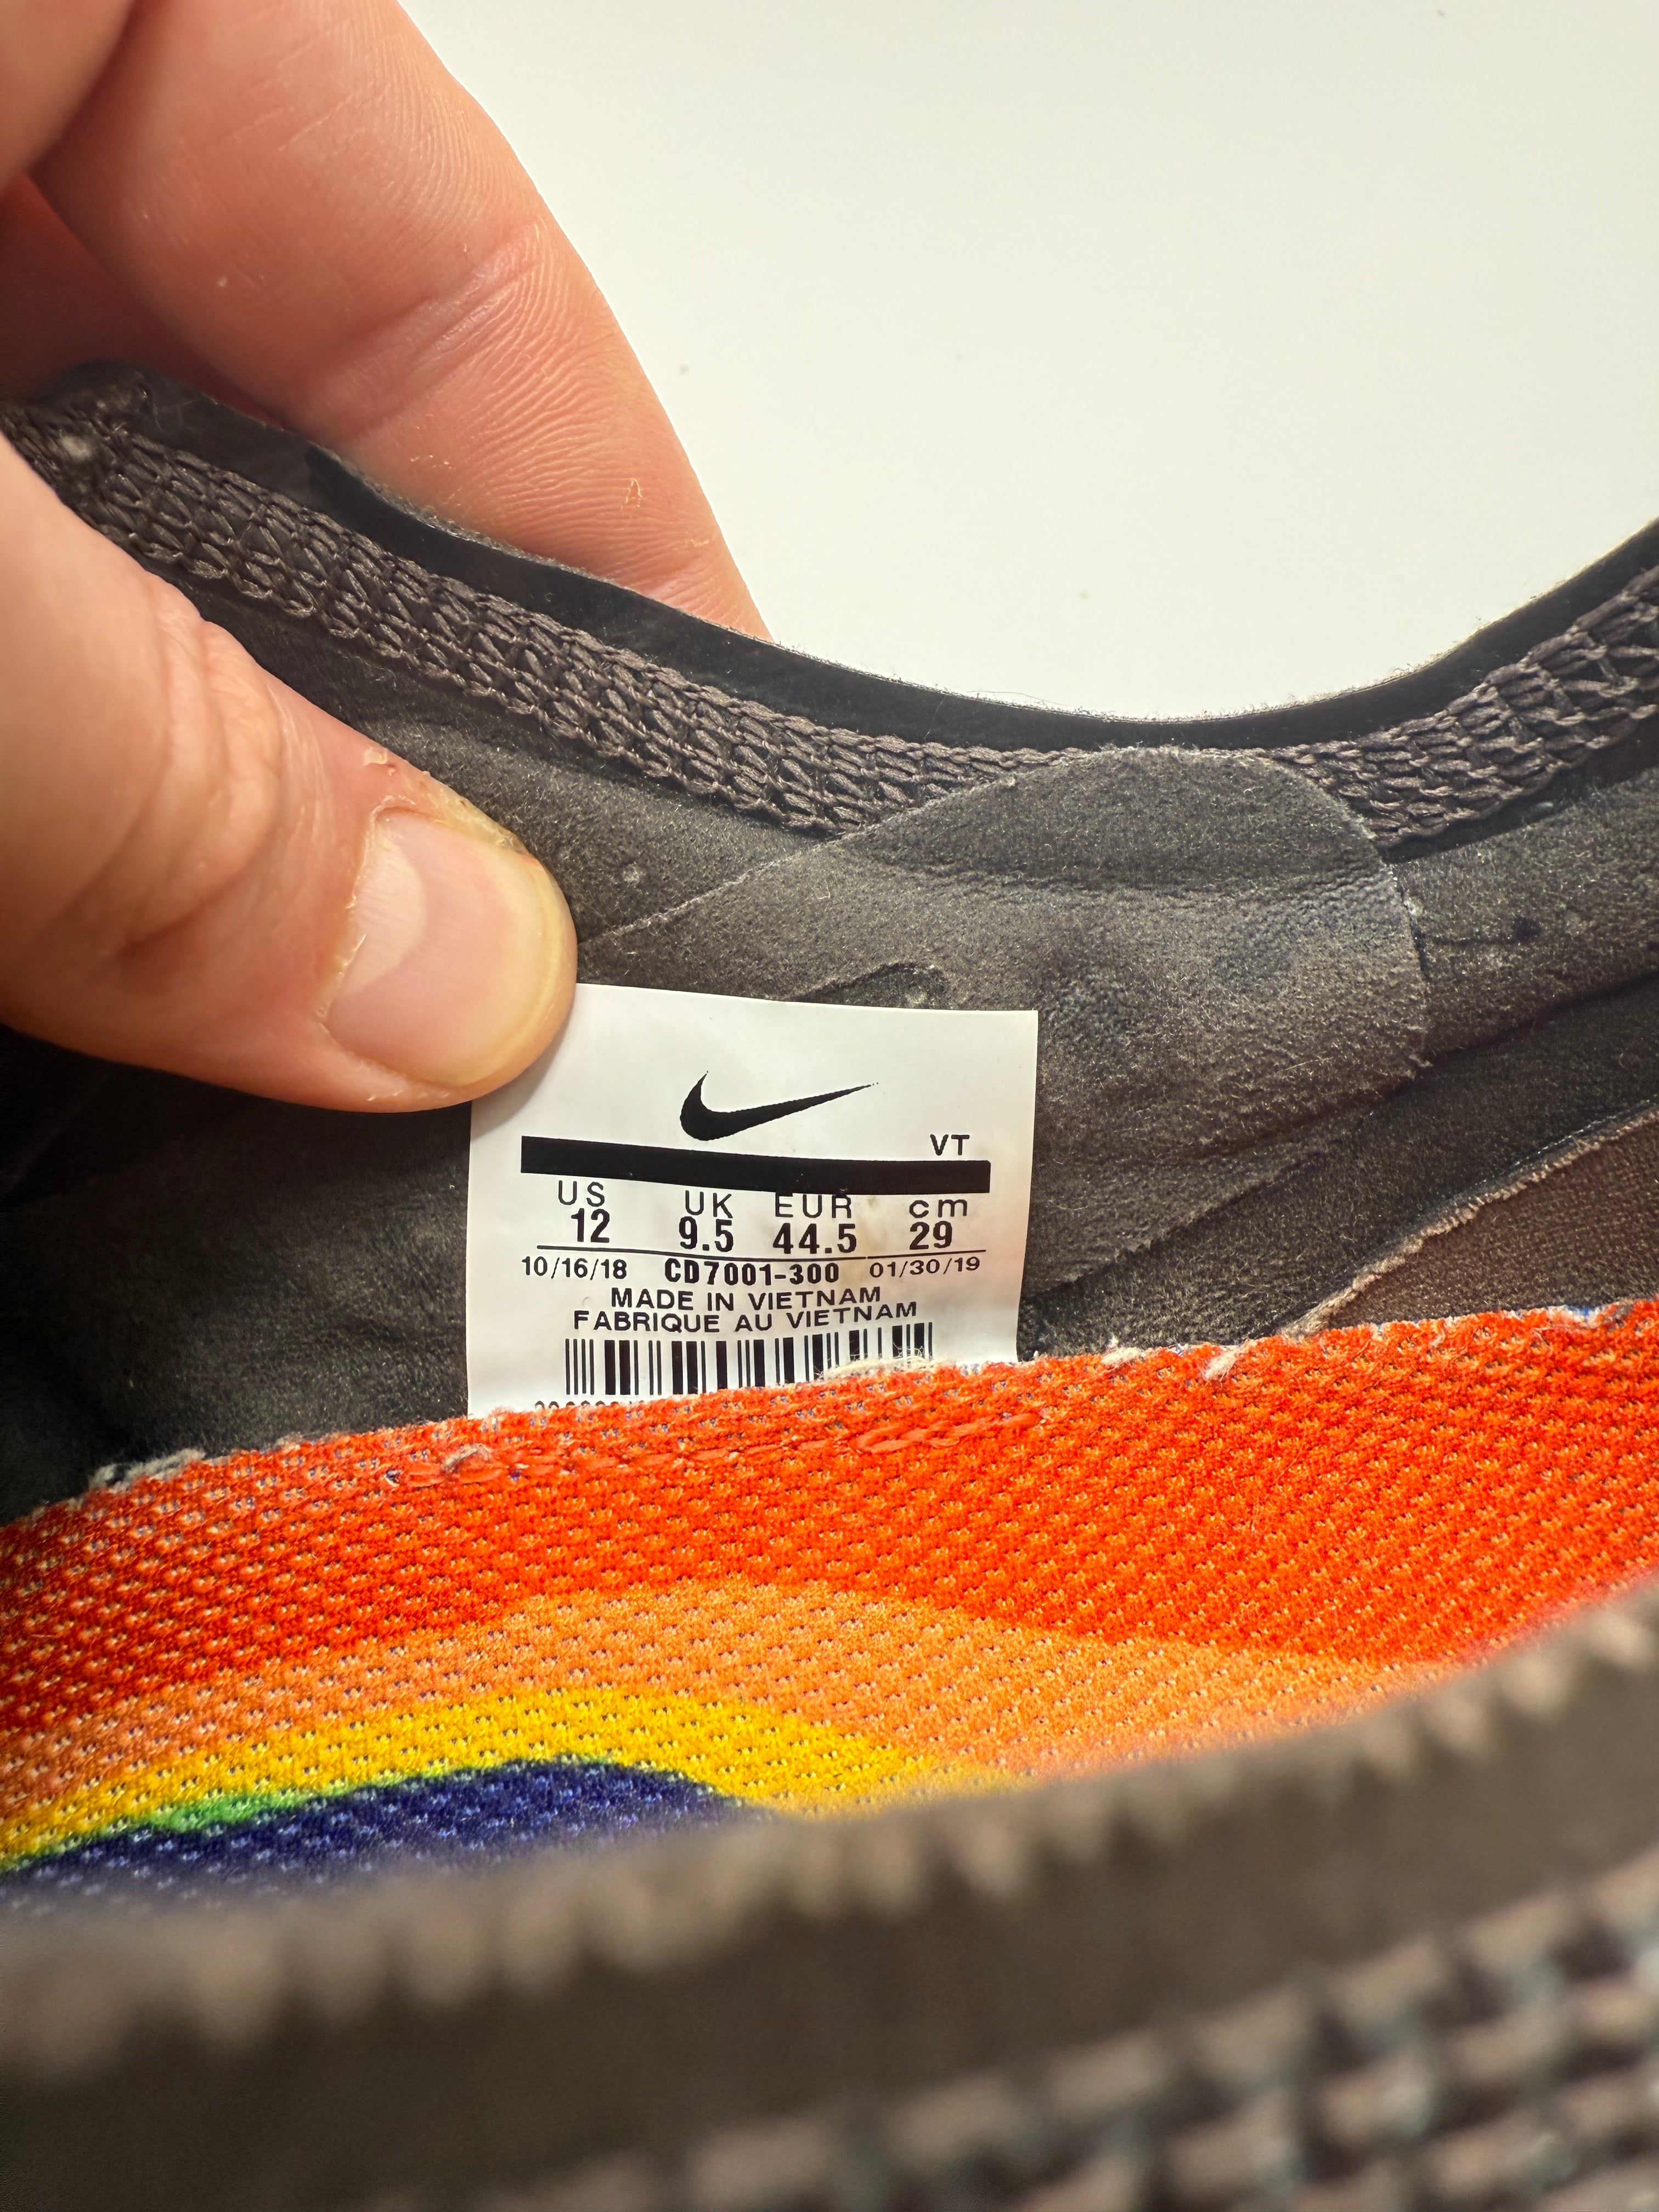 VT
US UK EUR cm
12 9.5 44.5 29
10/16/18 CD7001-300 01/30/19
MADE IN VIETNAM
FABRIQUE AU VIETNAM